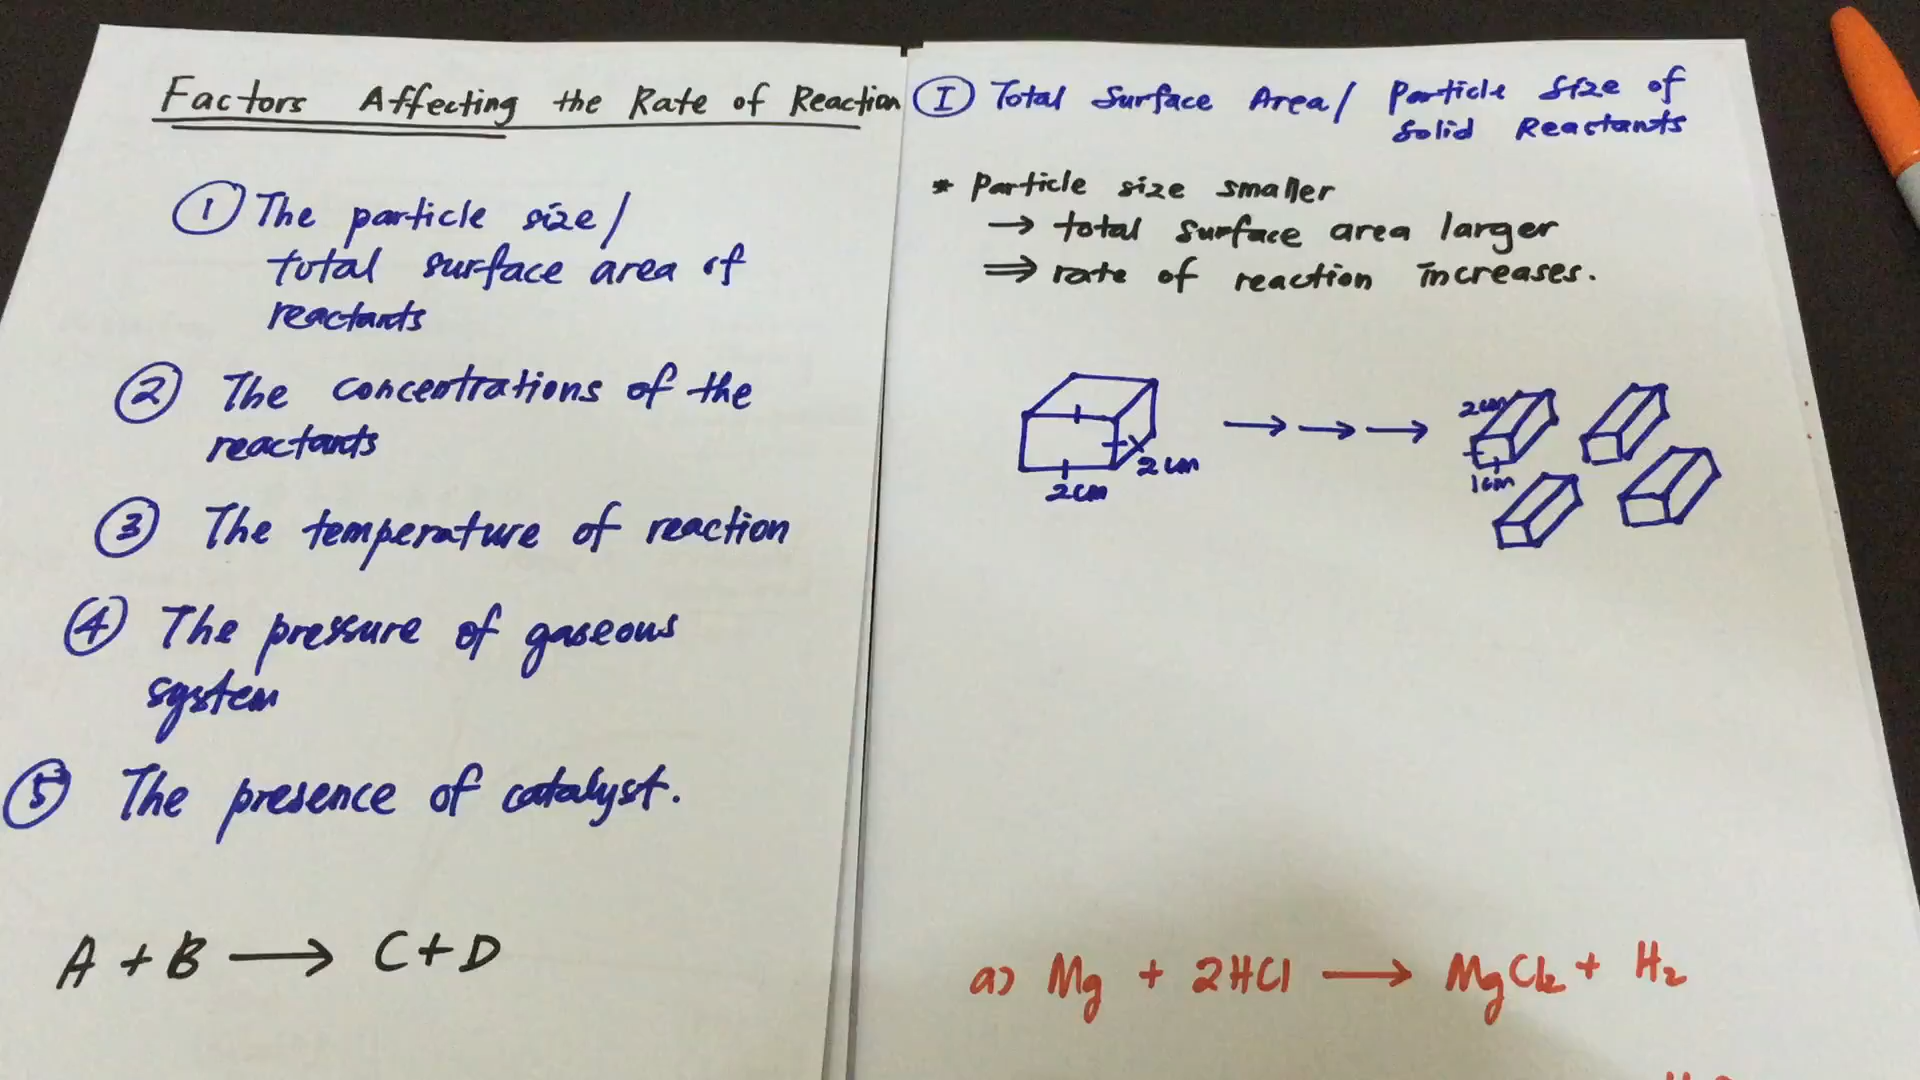 Factors Affecting the Rate of Reaction
① The particle size/
total surface area of
reactants
② The concentrations of the
reactants
③ The temperature of reaction
④ The pressure of gaseous
system
⑤ The presence of catalyst.
A + B ⟶ C + D
Ⓘ Total Surface Area/ Particle Size of
Solid Reactants
* Particle size smaller
→ total surface area larger
⇒ rate of reaction increases.
2cm
2cm
→ → →
2cm
1cm
a) Mg + 2HCl ⟶ MgCl₂ + H₂